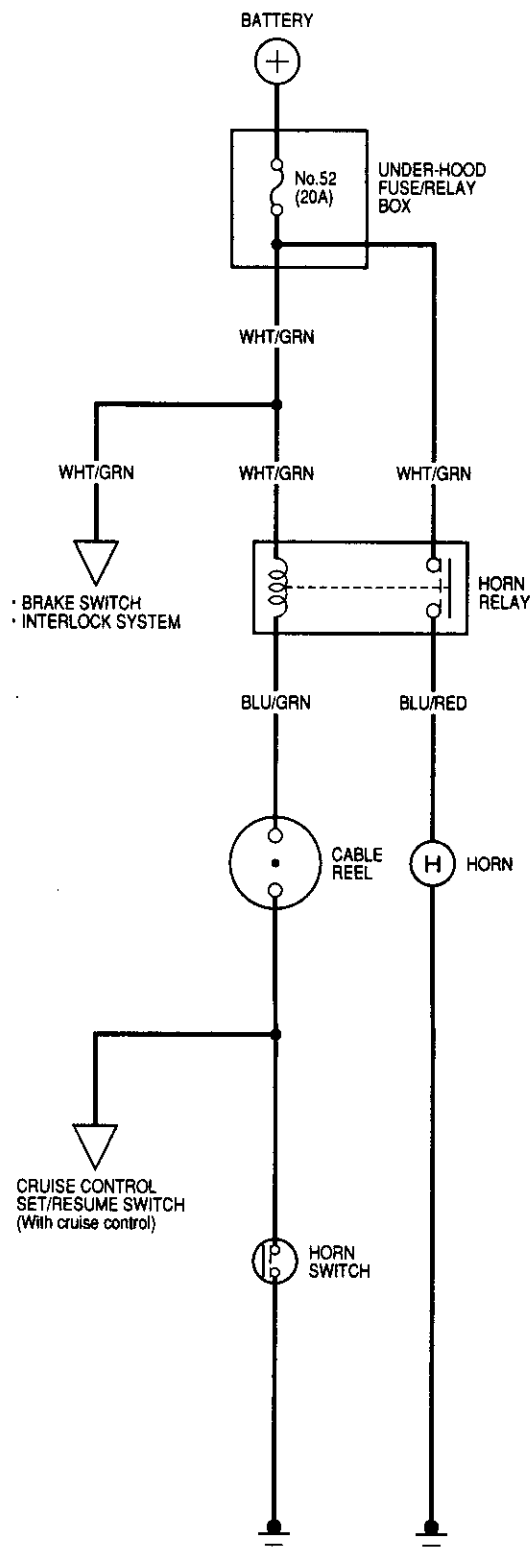 BATTERY
+
No.52
(20A)
UNDER-HOOD
FUSE/RELAY
BOX
WHT/GRN
WHT/GRN
WHT/GRN
WHT/GRN
· BRAKE SWITCH
· INTERLOCK SYSTEM
HORN
RELAY
BLU/GRN
BLU/RED
CABLE
REEL
H
HORN
CRUISE CONTROL
SET/RESUME SWITCH
(With cruise control)
HORN
SWITCH